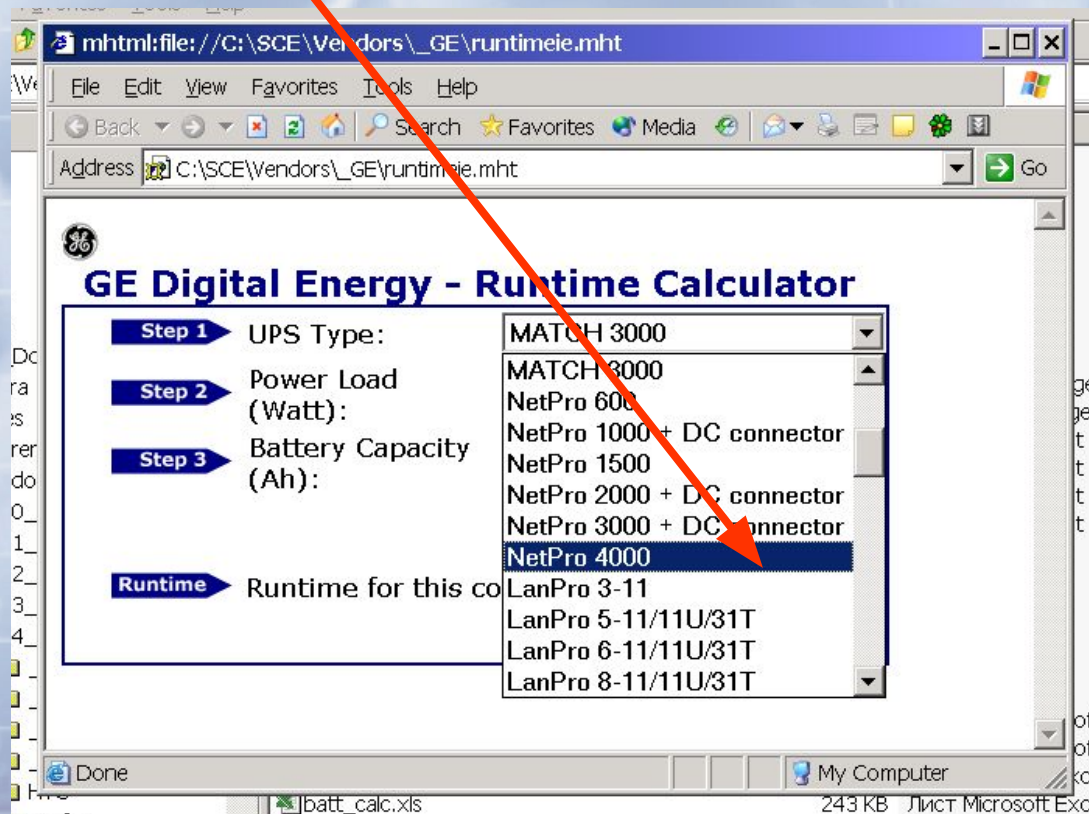 mhtml:file://C:\SCE\Vendors\_GE\runtimeie.mht
File Edit View Favorites Tools Help
Back Search Favorites Media
Address C:\SCE\Vendors\_GE\runtimeie.mht Go
GE Digital Energy - Runtime Calculator
Step 1 UPS Type: MATCH 3000
Step 2 Power Load
(Watt):
Step 3 Battery Capacity
(Ah):
Runtime Runtime for this co
MATCH 3000
NetPro 600
NetPro 1000 + DC connector
NetPro 1500
NetPro 2000 + DC connector
NetPro 3000 + DC connector
NetPro 4000
LanPro 3-11
LanPro 5-11/11U/31T
LanPro 6-11/11U/31T
LanPro 8-11/11U/31T
Done My Computer
batt_calc.xls 243 KB Лист Microsoft Exc